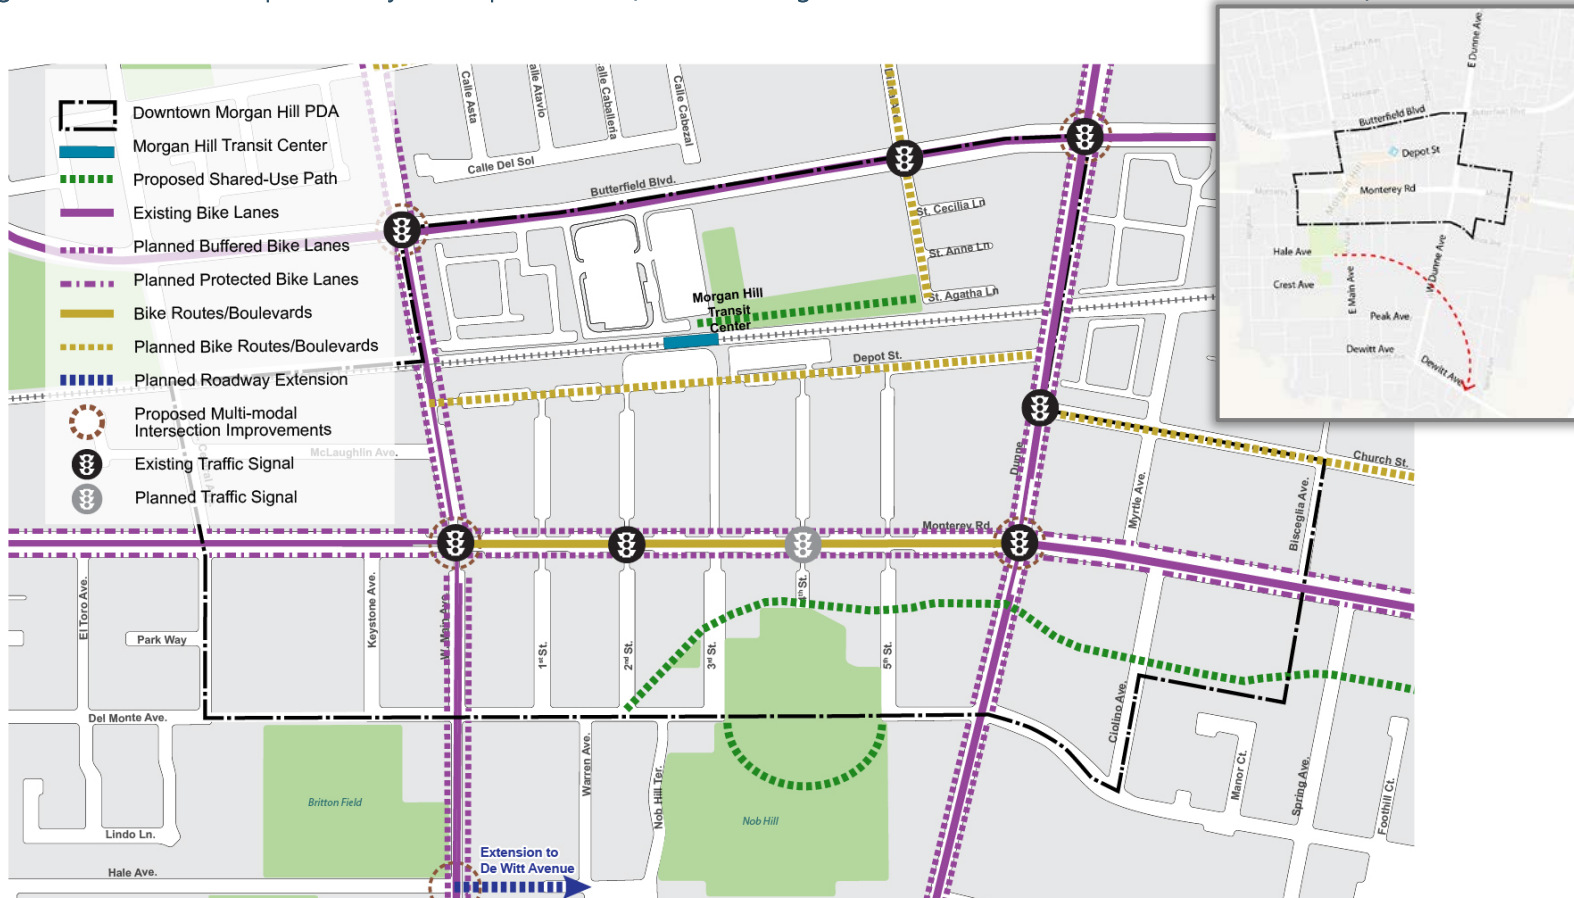 Downtown Morgan Hill PDA
Morgan Hill Transit Center
Proposed Shared-Use Path
Existing Bike Lanes
Planned Buffered Bike Lanes
Planned Protected Bike Lanes
Bike Routes/Boulevards
Planned Bike Routes/Boulevards
Planned Roadway Extension
Proposed Multi-modal
Intersection Improvements
Existing Traffic Signal
Planned Traffic Signal
Calle Asta
Calle Cabezal
Calle Del Sol
Butterfield Blvd.
St. Cecilia Ln
St. Anne Ln
St. Agatha Ln
Morgan Hill
Transit
Center
Depot St.
McLaughlin Ave.
Dunne
Church St.
Myrtle Ave.
Bisceglia Ave.
Monterey Rd.
El Toro Ave.
Park Way
Keystone Ave.
W. Main Ave.
1st St.
2nd St.
3rd St.
5th St.
Del Monte Ave.
Ciolino Ave.
Warren Ave.
Nob Hill Ter.
Manor Ct.
Spring Ave.
Foothill Ct.
Britton Field
Nob Hill
Lindo Ln.
Hale Ave.
Extension to
De Witt Avenue
E Dunne Ave
Butterfield Blvd
Depot St
Monterey Rd
Morgan Hill
Hale Ave
W Dunne Ave
Crest Ave
E Main Ave
Peak Ave
Dewitt Ave
Dewitt Ave